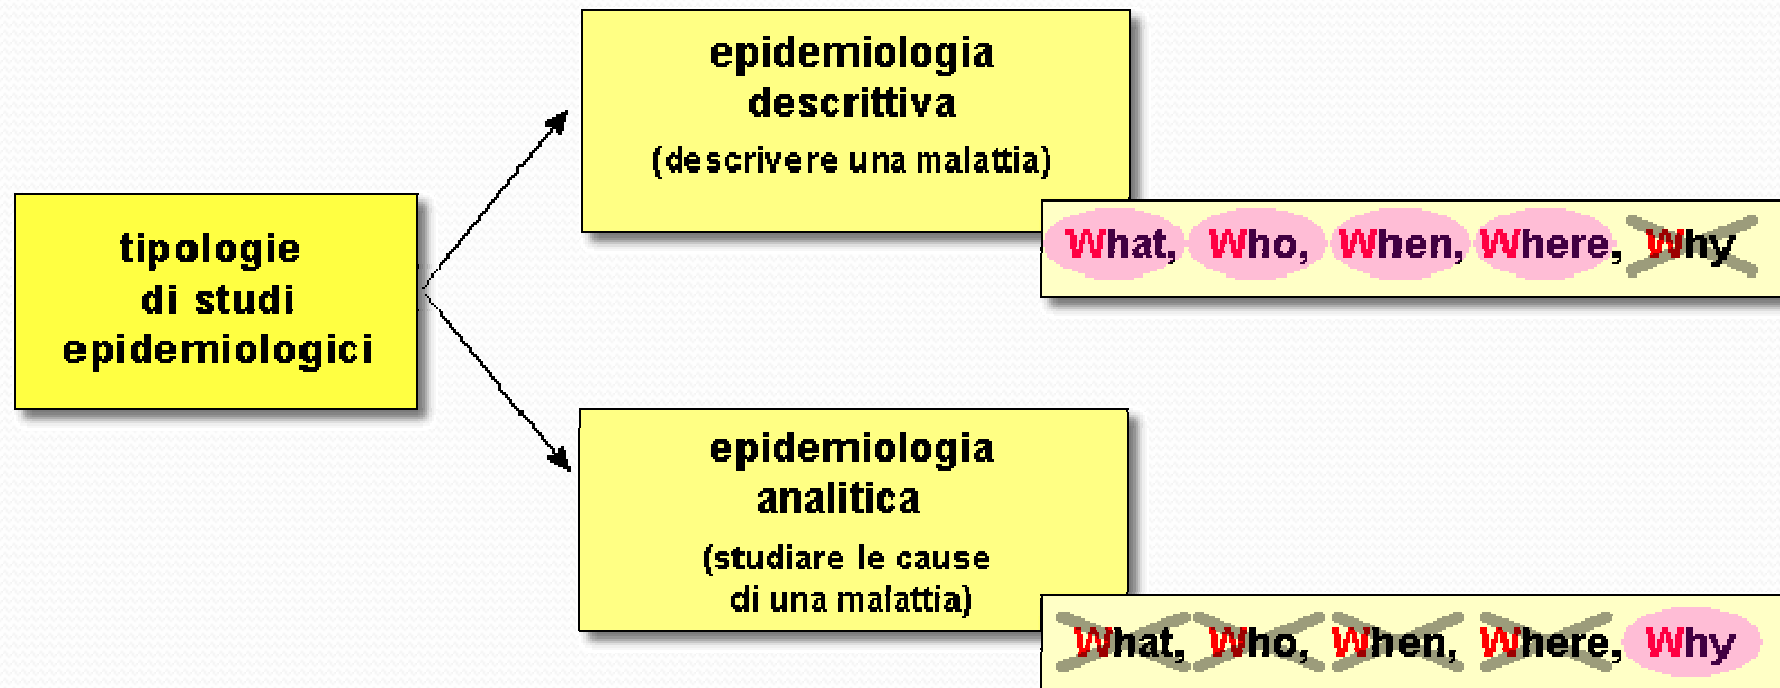 tipologie
di studi
epidemiologici
epidemiologia
descrittiva
(descrivere una malattia)
What, Who, When, Where, Why
epidemiologia
analitica
(studiare le cause
di una malattia)
What, Who, When, Where, Why